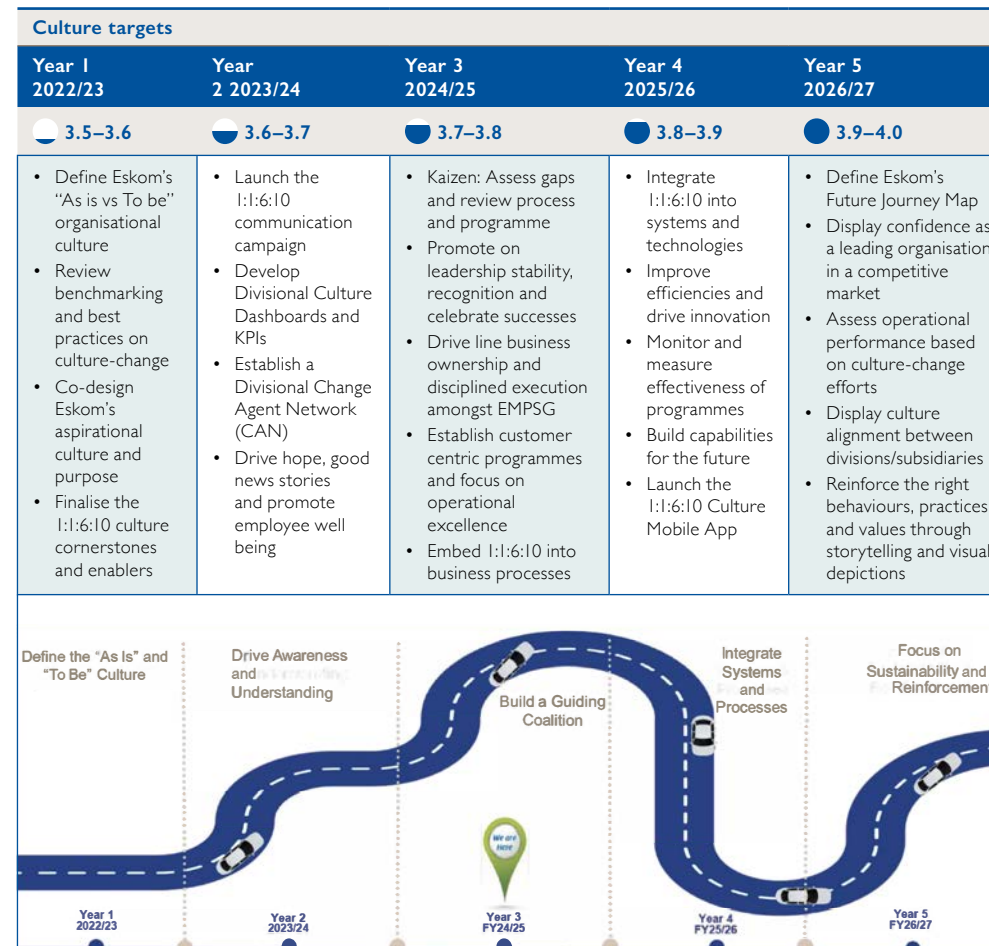 Culture targets
Year 1
2022/23
Year
2 2023/24
Year 3
2024/25
Year 4
2025/26
Year 5
2026/27
3.5–3.6
3.6–3.7
3.7–3.8
3.8–3.9
3.9–4.0
• Define Eskom's
"As is vs To be"
organisational
culture
• Review
benchmarking
and best
practices on
culture-change
• Co-design
Eskom's
aspirational
culture and
purpose
• Finalise the
1:1:6:10 culture
cornerstones
and enablers
• Launch the
1:1:6:10
communication
campaign
• Develop
Divisional Culture
Dashboards and
KPIs
• Establish a
Divisional Change
Agent Network
(CAN)
• Drive hope, good
news stories
and promote
employee well
being
• Kaizen: Assess gaps
and review process
and programme
• Promote on
leadership stability,
recognition and
celebrate successes
• Drive line business
ownership and
disciplined execution
amongst EMPSG
• Establish customer
centric programmes
and focus on
operational
excellence
• Embed 1:1:6:10 into
business processes
• Integrate
1:1:6:10 into
systems and
technologies
• Improve
efficiencies and
drive innovation
• Monitor and
measure
effectiveness of
programmes
• Build capabilities
for the future
• Launch the
1:1:6:10 Culture
Mobile App
• Define Eskom's
Future Journey Map
• Display confidence as
a leading organisation
in a competitive
market
• Assess operational
performance based
on culture-change
efforts
• Display culture
alignment between
divisions/subsidiaries
• Reinforce the right
behaviours, practices
and values through
storytelling and visual
depictions
Define the "As Is" and
"To Be" Culture
Drive Awareness
and
Understanding
Build a Guiding
Coalition
Integrate
Systems
and
Processes
Focus on
Sustainability and
Reinforcement
We are
Here
Year 1
2022/23
Year 2
2023/24
Year 3
FY24/25
Year 4
FY25/26
Year 5
FY26/27